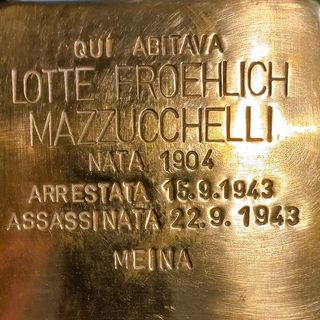 QUI ABITAVA
LOTTE FROEHLICH
MAZZUCCHELLI
NATA 1904
ARRESTATA 15.9.1943
ASSASSINATA 22.9.1943
MEINA